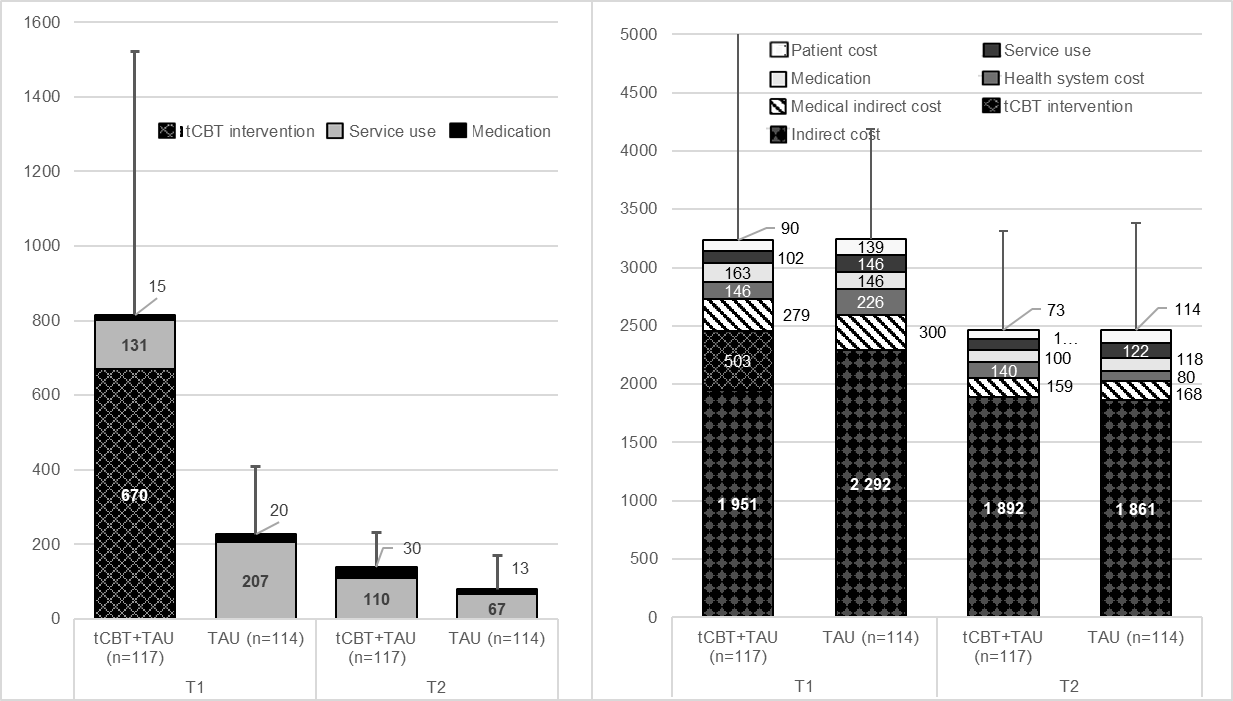 1600
1400
1200
1000
800
600
400
200
0
tCBT intervention Service use Medication
15
131
670
20
207
30
110
13
67
tCBT+TAU
(n=117)
TAU (n=114)
tCBT+TAU
(n=117)
TAU (n=114)
T1 T2
5000
4500
4000
3500
3000
2500
2000
1500
1000
500
0
Patient cost Service use
Medication Health system cost
Medical indirect cost tCBT intervention
Indirect cost
90
102
163
146
279
503
1 951
139
146
146
226
300
2 292
73
1…
100
140
159
1 892
114
122
118
80
168
1 861
tCBT+TAU
(n=117)
TAU (n=114)
tCBT+TAU
(n=117)
TAU (n=114)
T1 T2